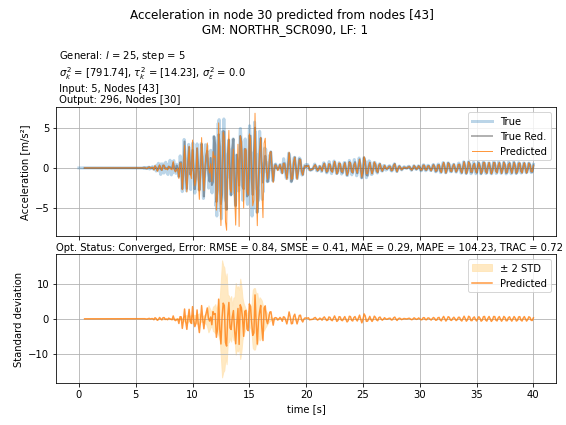 Acceleration in node 30 predicted from nodes [43]
GM: NORTHR_SCR090, LF: 1
General: l = 25, step = 5
σ²ₖ = [791.74], τ²ₖ = [14.23], σ²ₑ = 0.0
Input: 5, Nodes [43]
Output: 296, Nodes [30]
Acceleration [m/s²]
5
0
−5
True
True Red.
Predicted
Opt. Status: Converged, Error: RMSE = 0.84, SMSE = 0.41, MAE = 0.29, MAPE = 104.23, TRAC = 0.72
Standard deviation
10
0
−10
± 2 STD
Predicted
0 5 10 15 20 25 30 35 40
time [s]